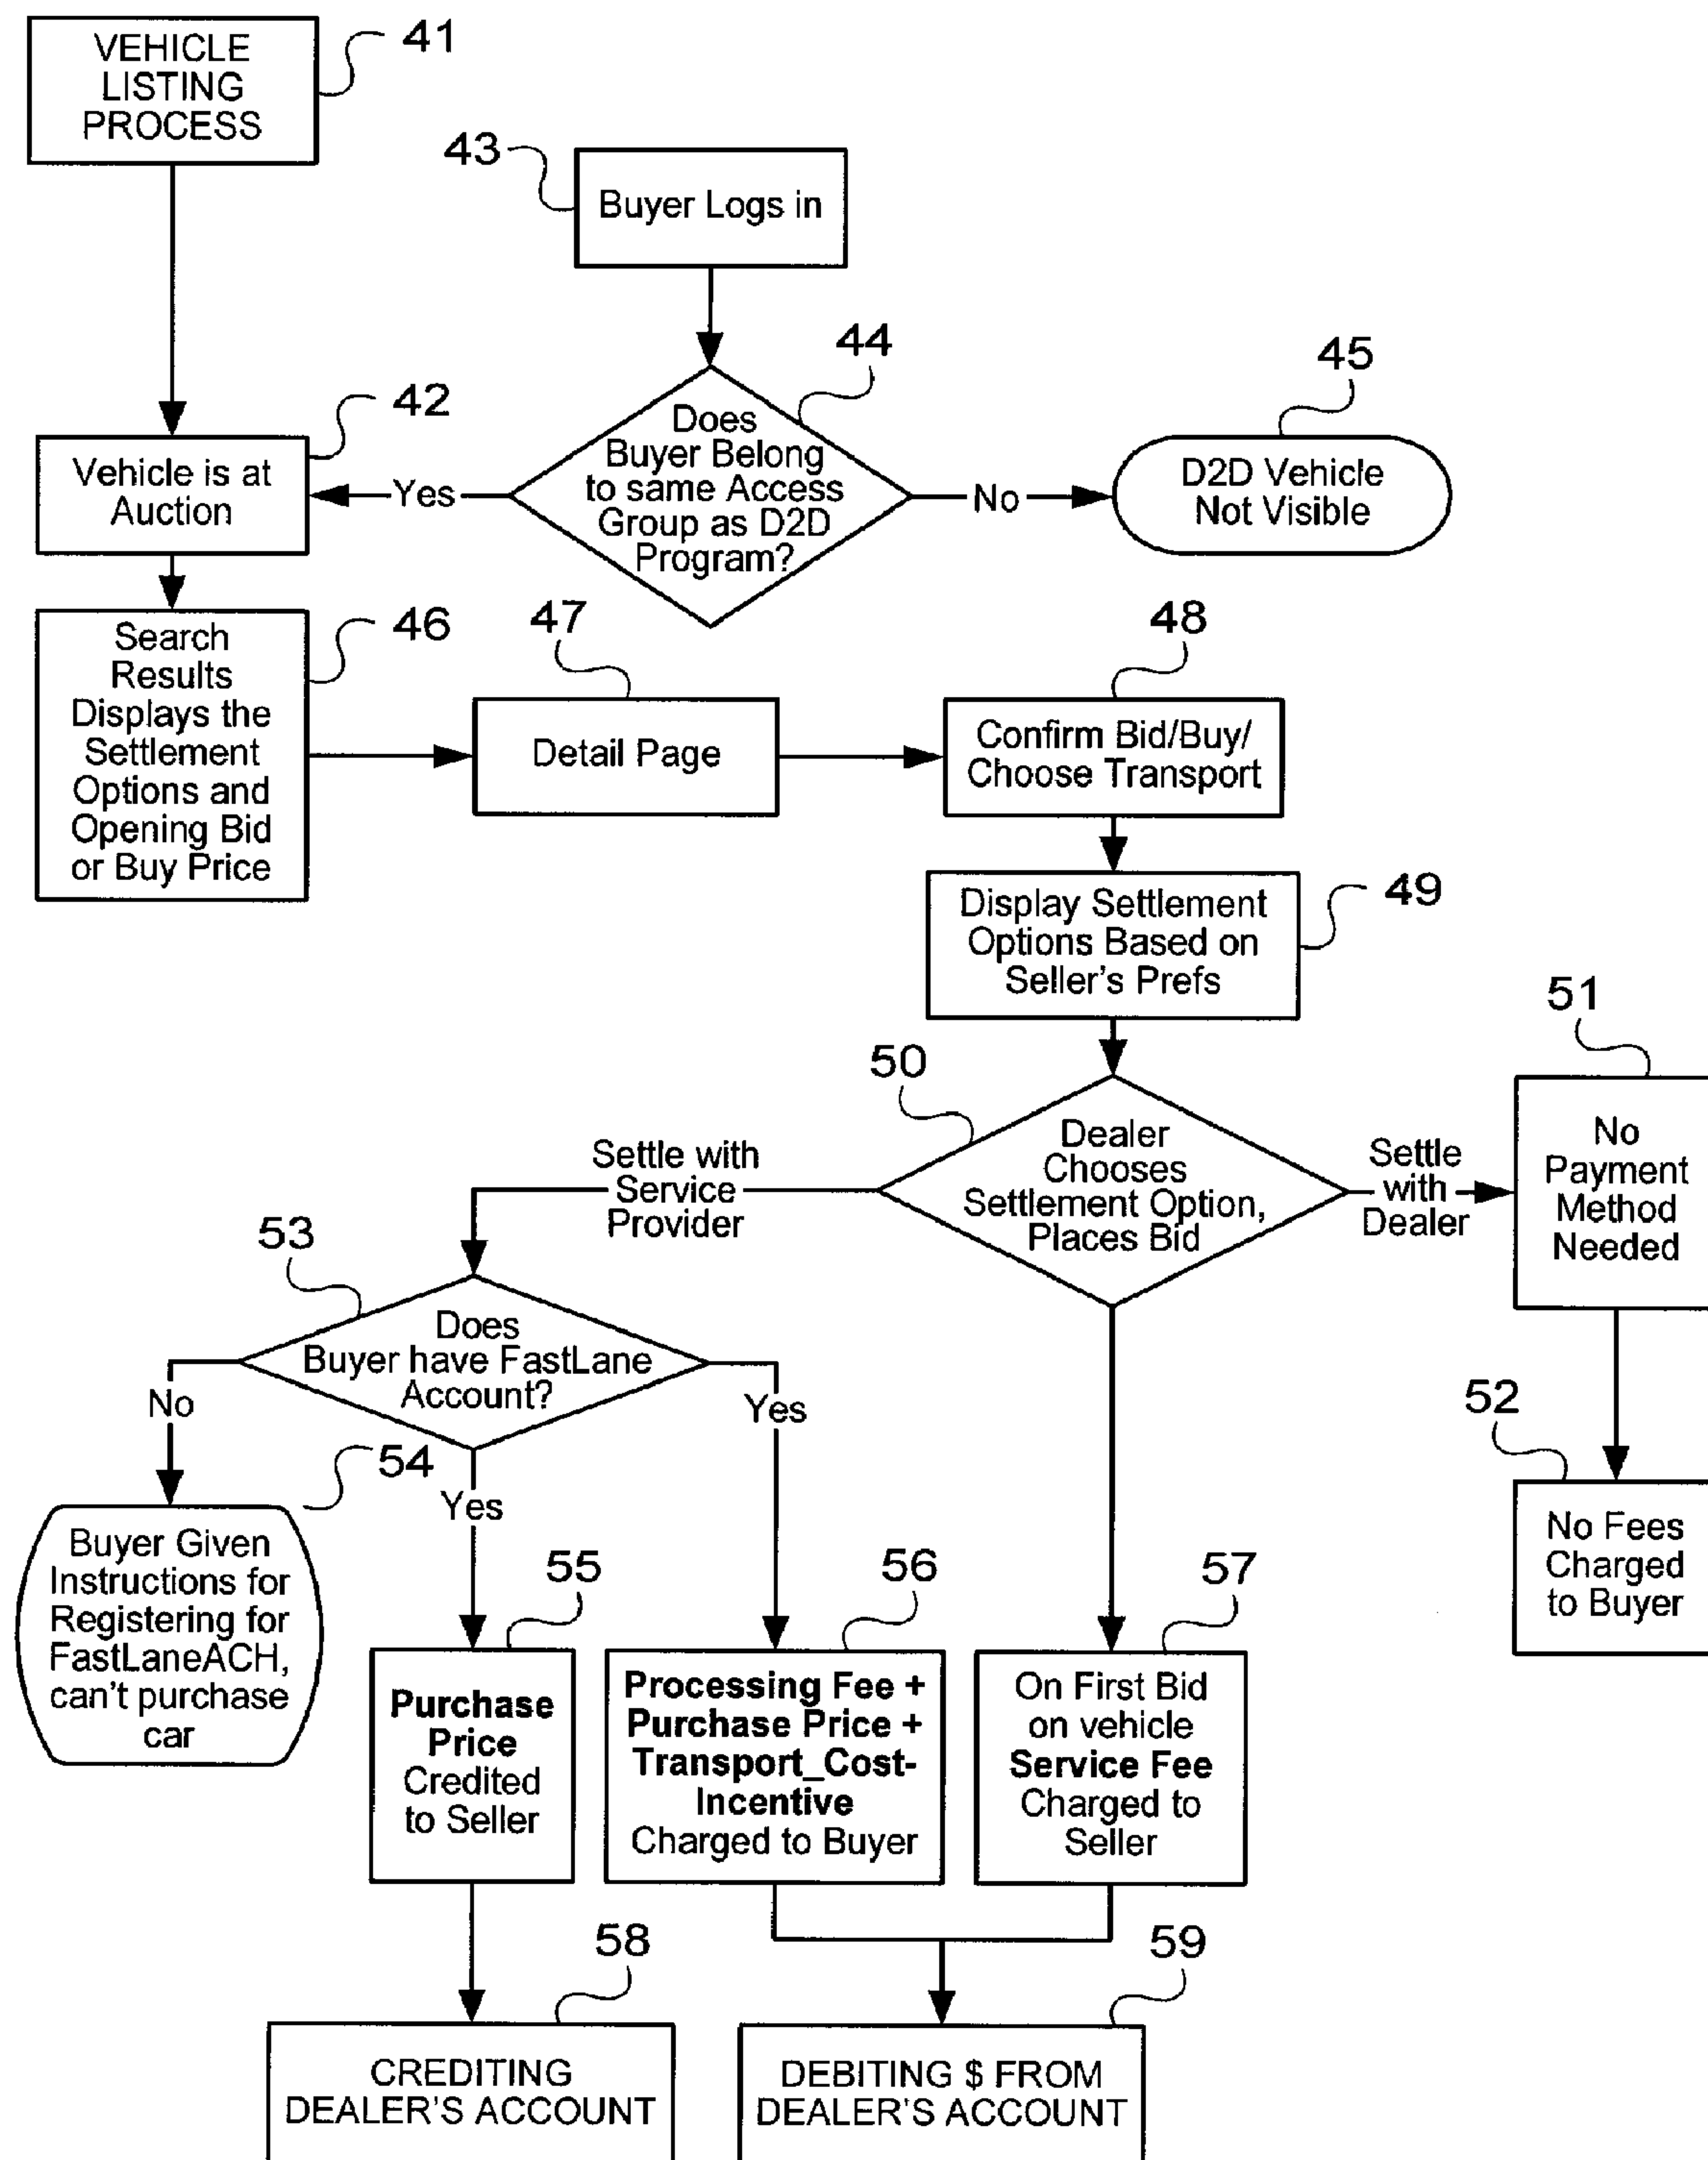 VEHICLE
LISTING
PROCESS
41
43
Buyer Logs in
44
45
42
Does
Buyer Belong
to same Access
Group as D2D
Program?
Yes
No
Vehicle is at
Auction
D2D Vehicle
Not Visible
46
47
48
Search
Results
Displays the
Settlement
Options and
Opening Bid
or Buy Price
Detail Page
Confirm Bid/Buy/
Choose Transport
49
Display Settlement
Options Based on
Seller's Prefs
50
51
Dealer
Chooses
Settlement Option,
Places Bid
Settle with
Service
Provider
Settle
with
Dealer
No
Payment
Method
Needed
53
Does
Buyer have FastLane
Account?
No
Yes
Yes
52
No Fees
Charged
to Buyer
54
Buyer Given
Instructions for
Registering for
FastLaneACH,
can't purchase
car
55
Purchase
Price
Credited
to Seller
56
Processing Fee +
Purchase Price +
Transport_Cost-
Incentive
Charged to Buyer
57
On First Bid
on vehicle
Service Fee
Charged to
Seller
58
CREDITING
DEALER'S ACCOUNT
59
DEBITING $ FROM
DEALER'S ACCOUNT